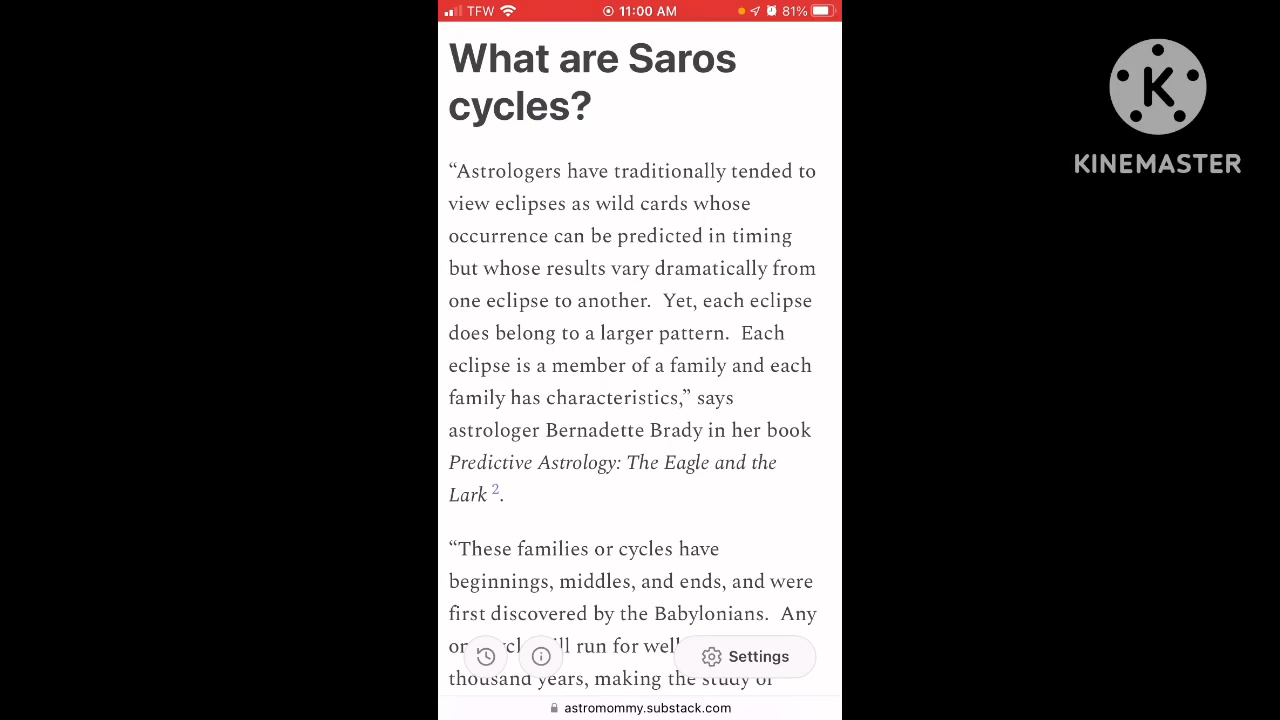 TFW 11:00 AM 81%
What are Saros
cycles?
“Astrologers have traditionally tended to
view eclipses as wild cards whose
occurrence can be predicted in timing
but whose results vary dramatically from
one eclipse to another. Yet, each eclipse
does belong to a larger pattern. Each
eclipse is a member of a family and each
family has characteristics,” says
astrologer Bernadette Brady in her book
Predictive Astrology: The Eagle and the
Lark 2.
“These families or cycles have
beginnings, middles, and ends, and were
first discovered by the Babylonians. Any
run for
thousand years, making the study of
Settings
astromommy.substack.com
K
KINEMASTER